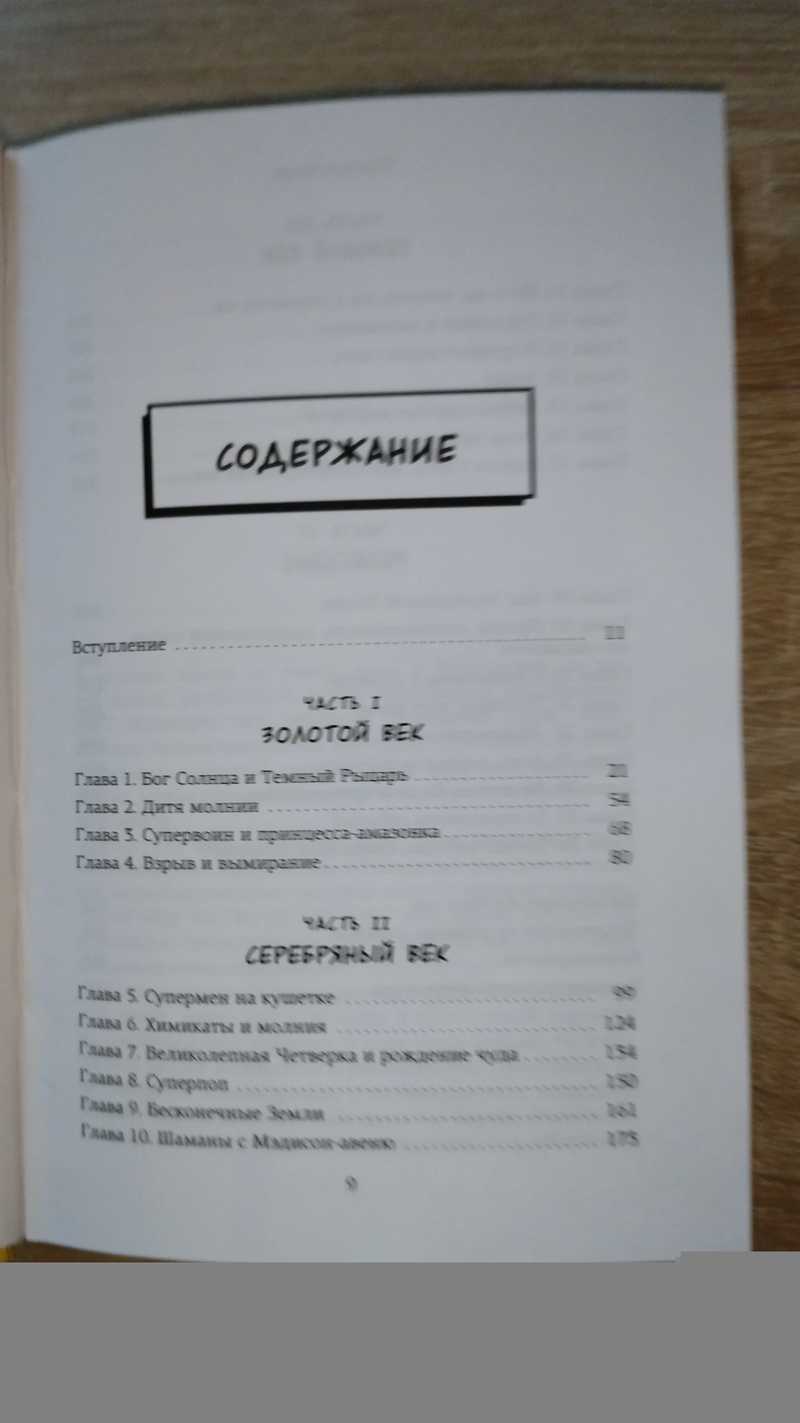 СОДЕРЖАНИЕ
Вступление 11
ЧАСТЬ I
ЗОЛОТОЙ ВЕК
Глава 1. Бог Солнца и Темный Рыцарь 21
Глава 2. Дитя молнии 54
Глава 3. Супервоин и принцесса-амазонка 68
Глава 4. Взрыв и вымирание 80
ЧАСТЬ II
СЕРЕБРЯНЫЙ ВЕК
Глава 5. Супермен на кушетке 99
Глава 6. Химикаты и молния 124
Глава 7. Великолепная Четверка и рождение чуда 134
Глава 8. Суперпоп 150
Глава 9. Бесконечные Земли 161
Глава 10. Шаманы с Мэдисон-авеню 175
9